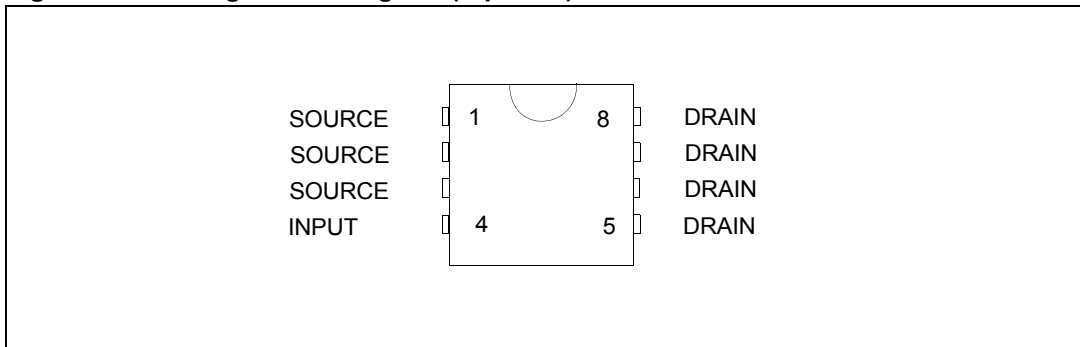 SOURCE 1 8 DRAIN
SOURCE DRAIN
SOURCE DRAIN
INPUT 4 5 DRAIN